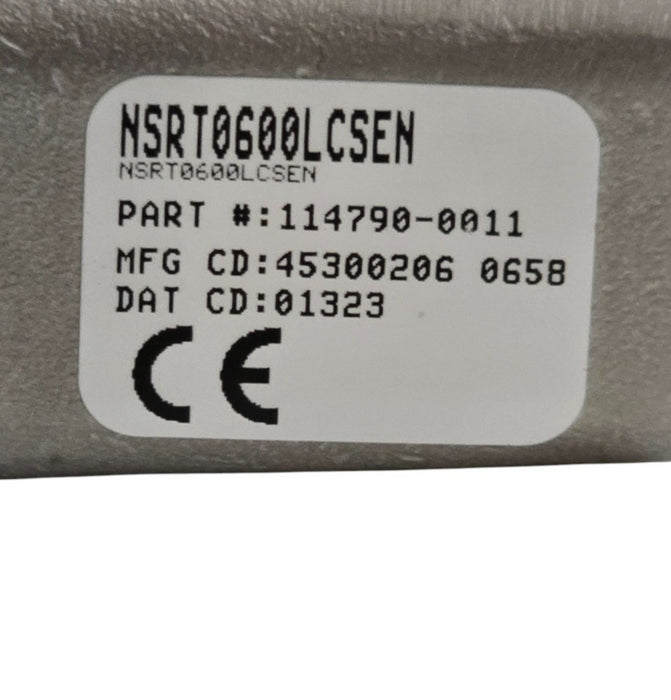 NSRT0600LCSEN
NSRT0600LCSEN
PART #:114790-0011
MFG CD:45300206 0658
DAT CD:01323
CE